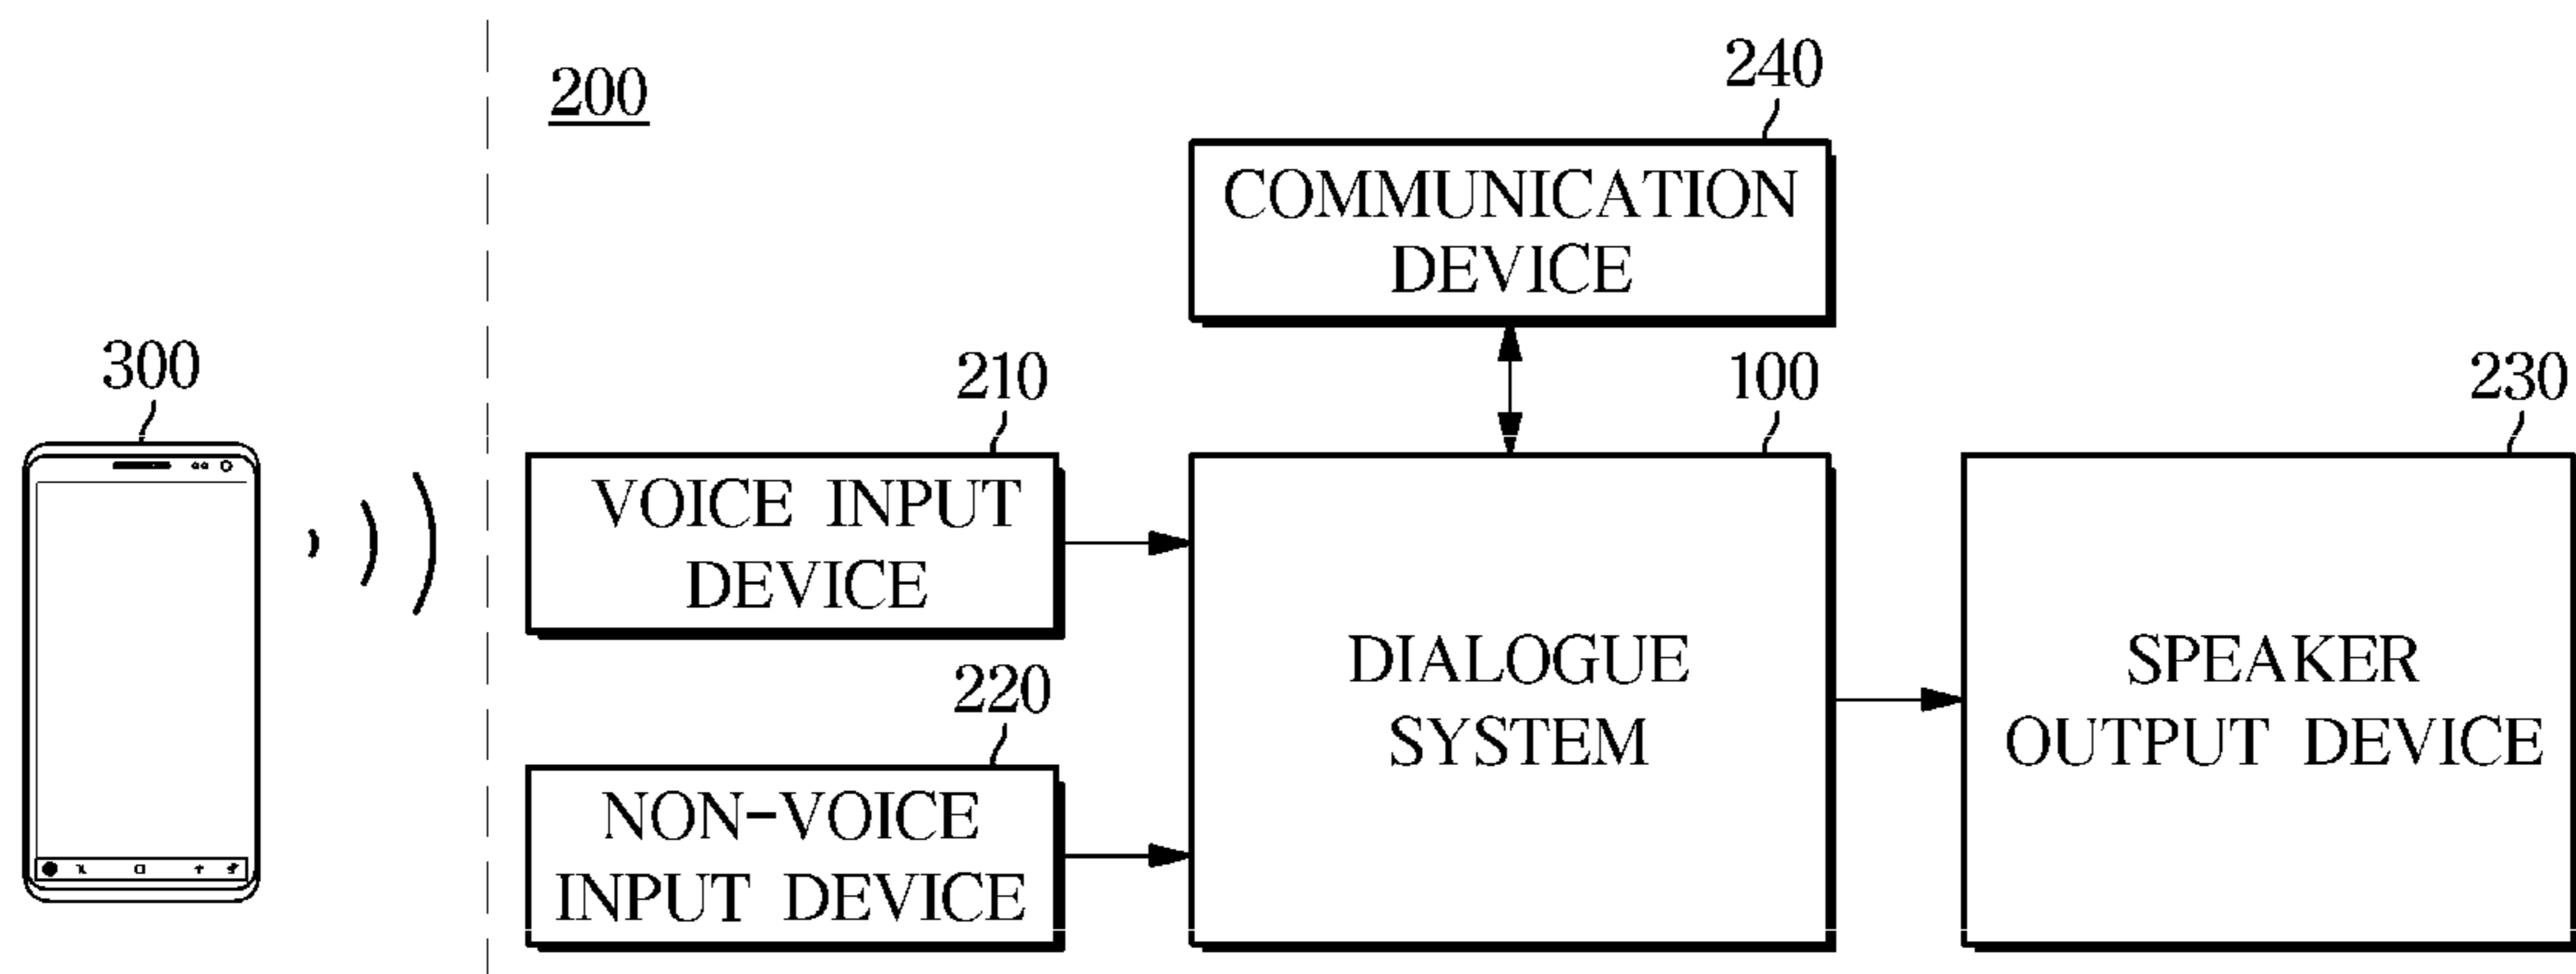 200
240
COMMUNICATION
DEVICE
300
210
100
230
VOICE INPUT
DEVICE
220
DIALOGUE
SYSTEM
SPEAKER
OUTPUT DEVICE
NON-VOICE
INPUT DEVICE